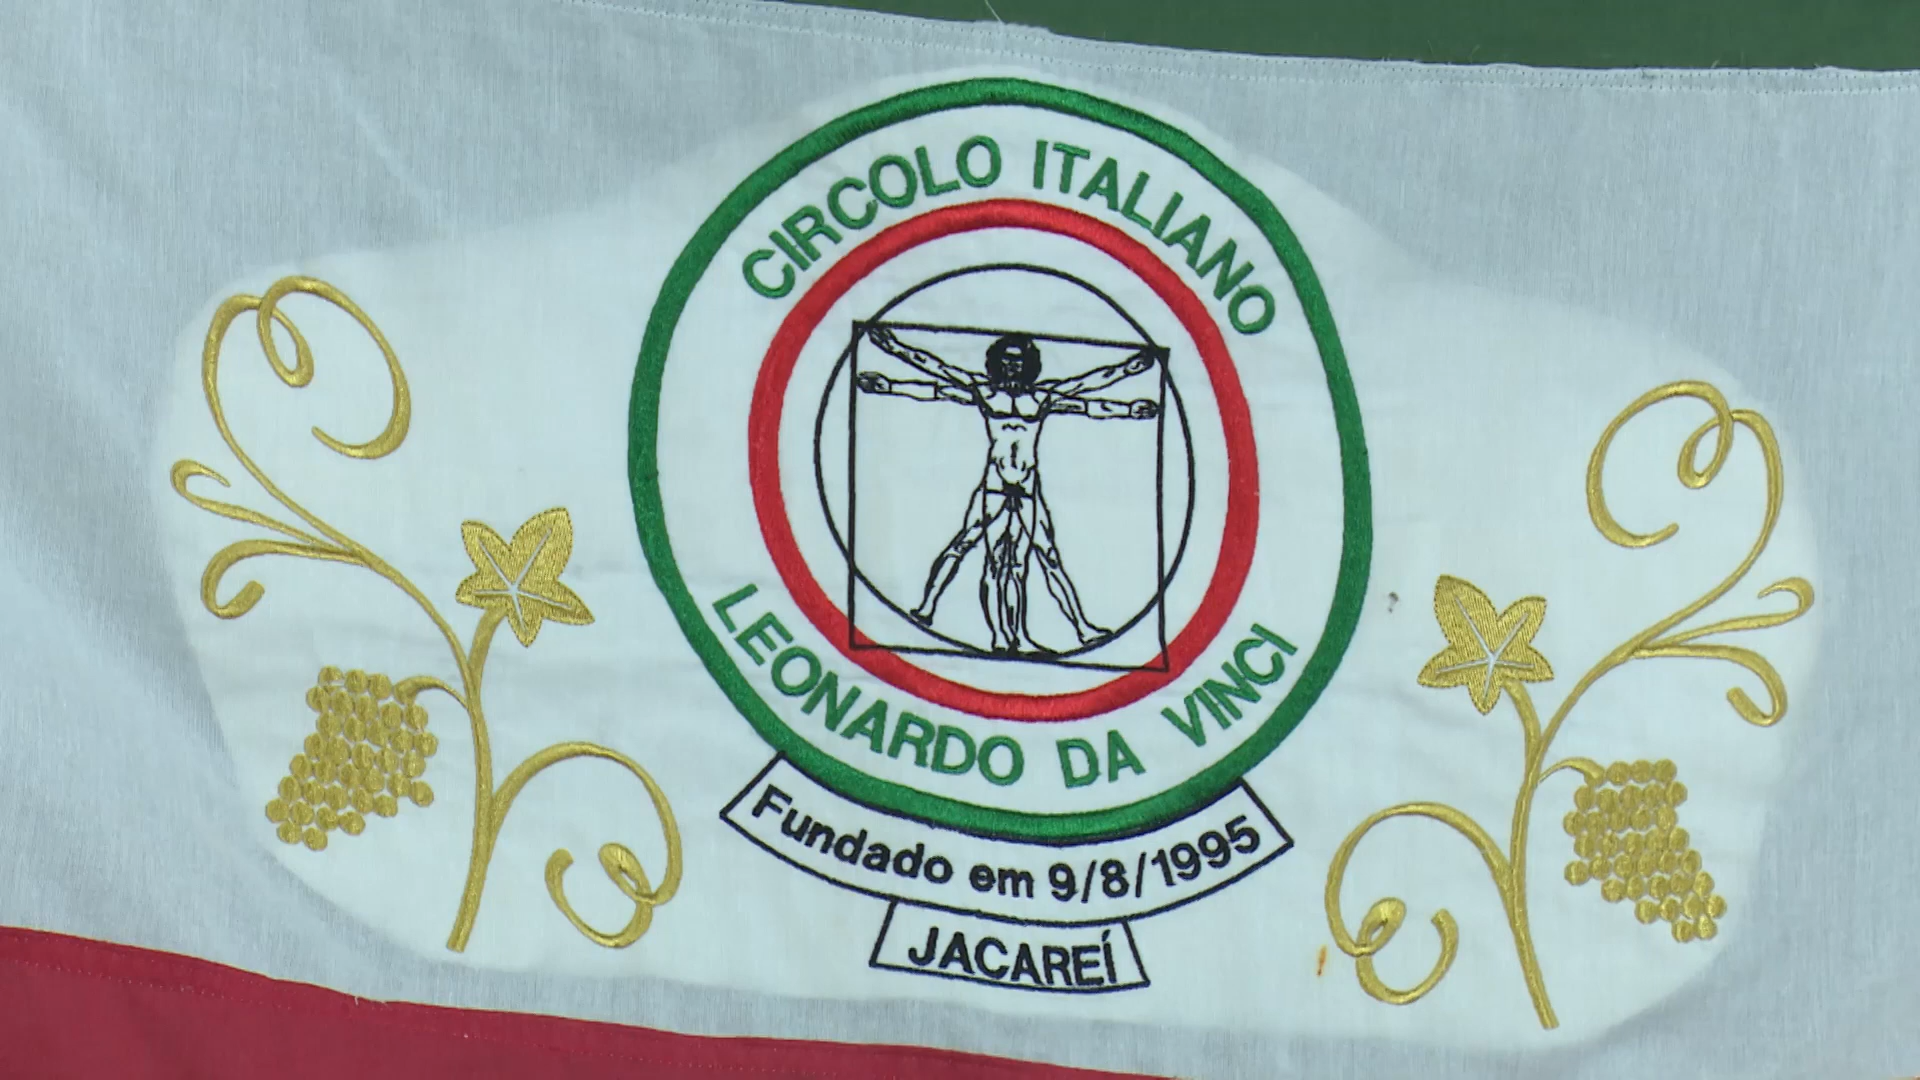 CIRCOLO ITALIANO
LEONARDO DA VINCI
Fundado em 9/8/1995
JACAREÍ